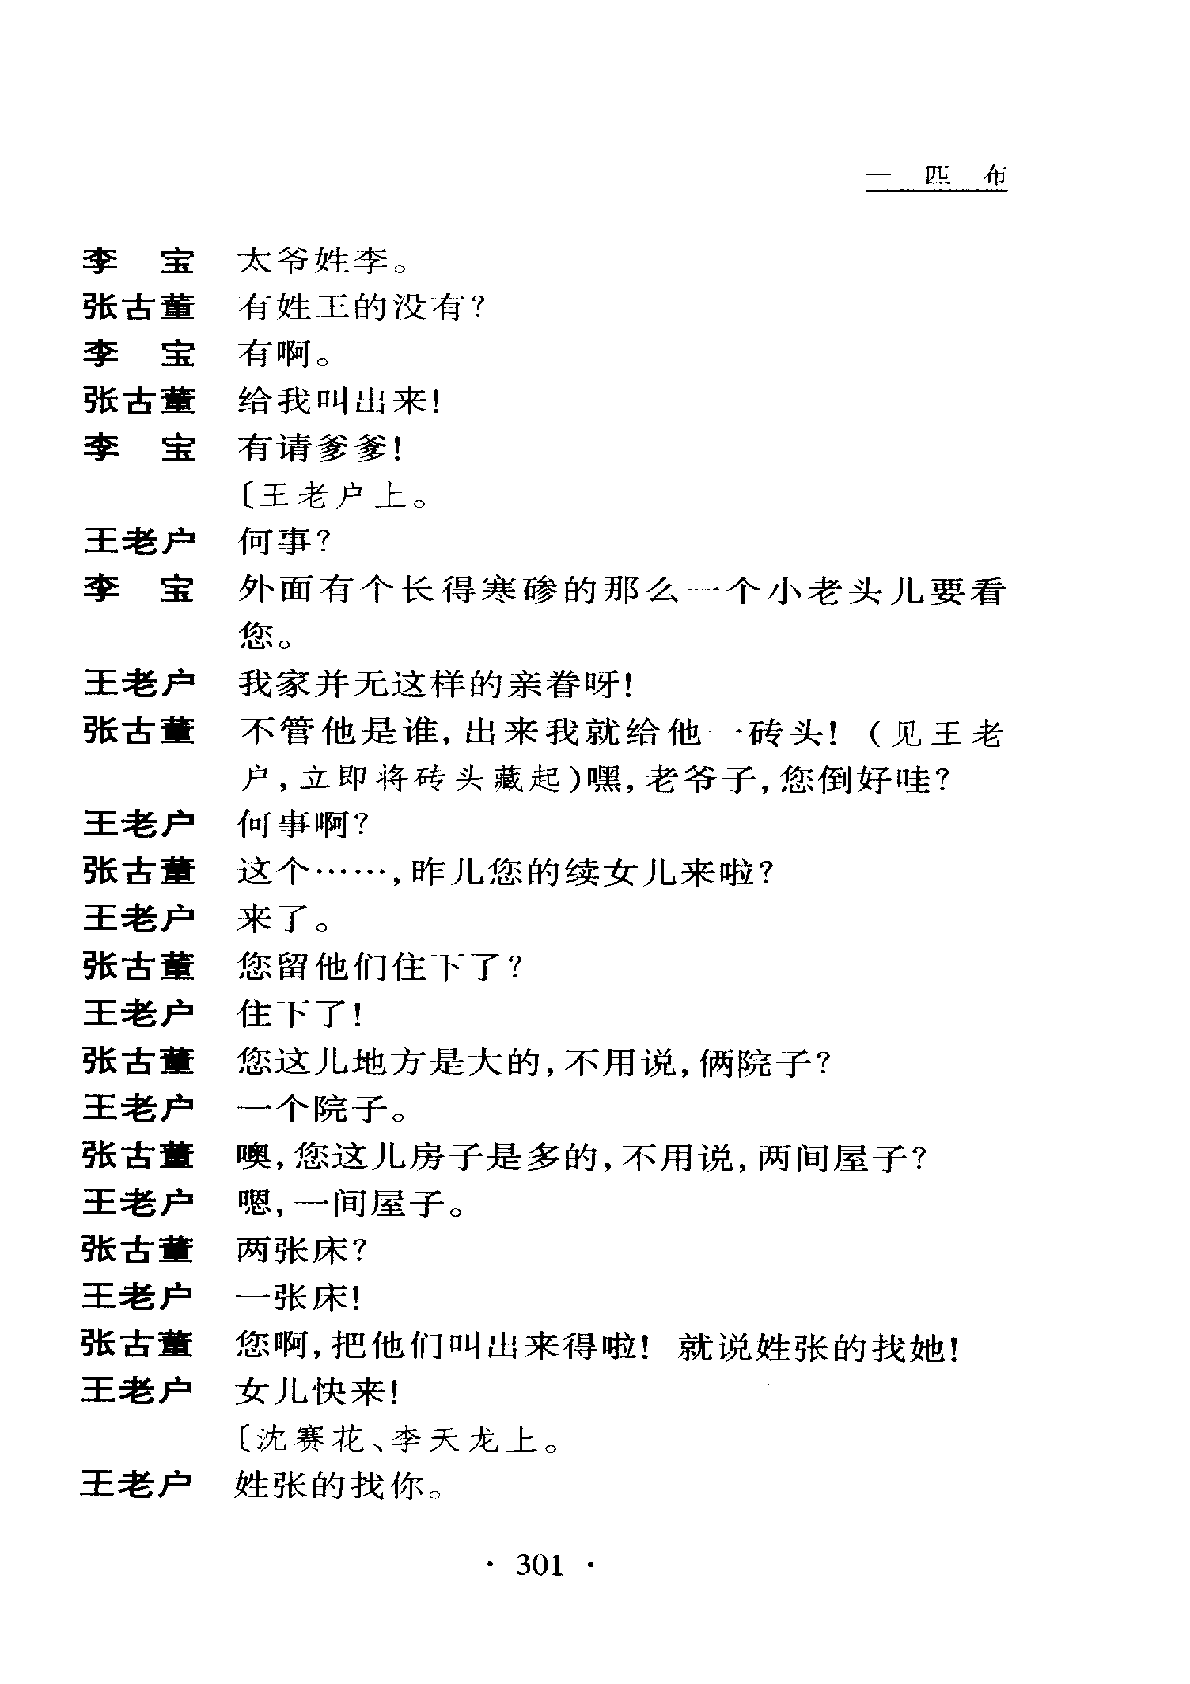 一匹布
李　宝　太爷姓李。
张古董　有姓王的没有?
李　宝　有啊。
张古董　给我叫出来!
李　宝　有请爹爹!
〔王老户上。
王老户　何事?
李　宝　外面有个长得寒碜的那么一个小老头儿要看
您。
王老户　我家并无这样的亲眷呀!
张古董　不管他是谁,出来我就给他一砖头!(见王老
户,立即将砖头藏起)嘿,老爷子,您倒好哇?
王老户　何事啊?
张古董　这个……,昨儿您的续女儿来啦?
王老户　来了。
张古董　您留他们住下了?
王老户　住下了!
张古董　您这儿地方是大的,不用说,俩院子?
王老户　一个院子。
张古董　噢,您这儿房子是多的,不用说,两间屋子?
王老户　嗯,一间屋子。
张古董　两张床?
王老户　一张床!
张古董　您啊,把他们叫出来得啦! 就说姓张的找她!
王老户　女儿快来!
〔沈赛花、李天龙上。
王老户　姓张的找你。
· 301 ·